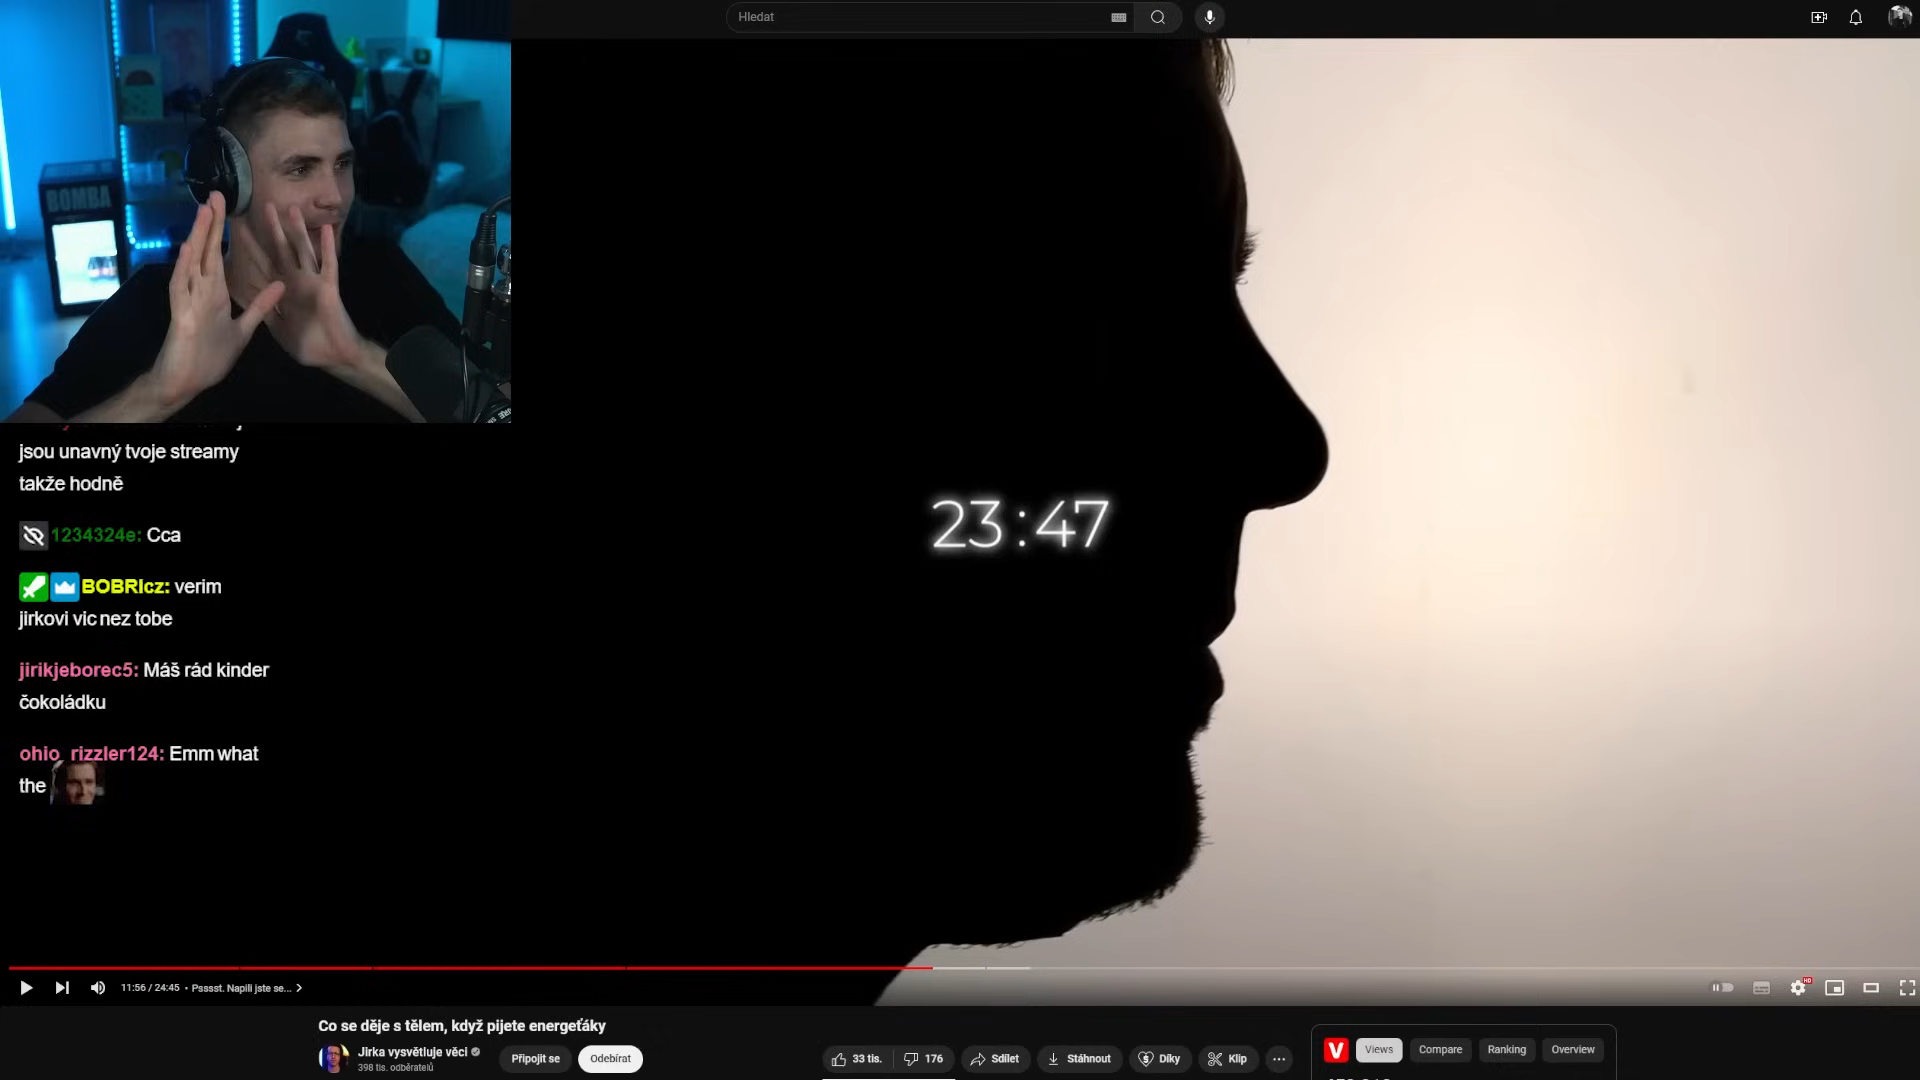 Hledat
BOMBA
jsou unavný tvoje streamy
takže hodně
1234324e: Cca
BOBRIcz: verim
jirkovi vic nez tobe
jirikjeborec5: Máš rád kinder
čokoládku
ohio_rizzler124: Emm what
the
23:47
11:56 / 24:45 • Psssst. Napili jste se...
HD
Co se děje s tělem, když pijete energeťáky
Jirka vysvětluje věci
398 tis. odběratelů
Připojit se
Odebírat
33 tis.
176
Sdílet
Stáhnout
Díky
Klip
Views
Compare
Ranking
Overview